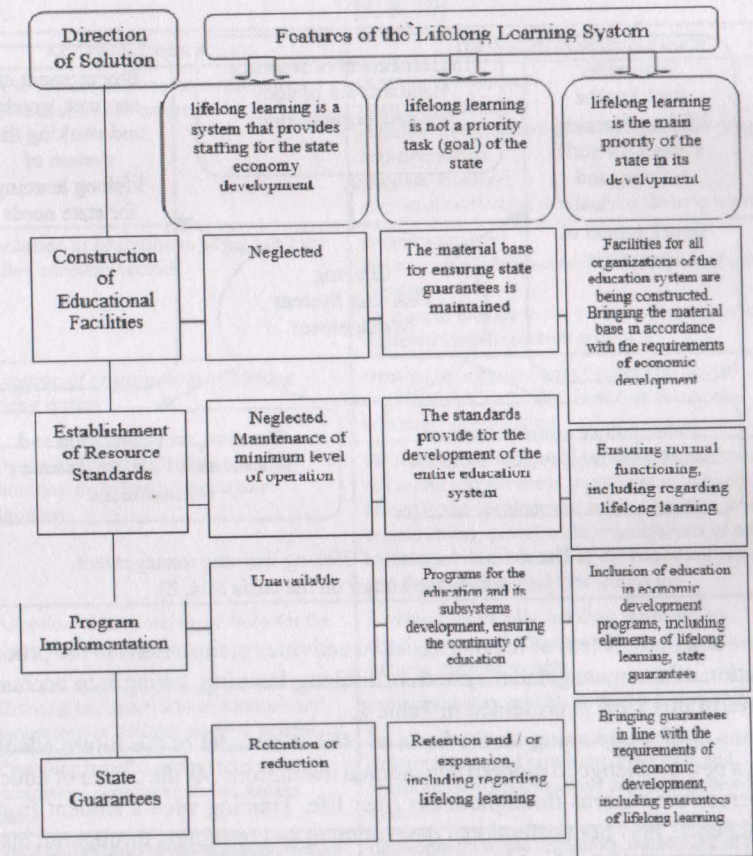 Direction
of Solution
Features of the Lifelong Learning System
lifelong learning is a
system that provides
staffing for the state
economy
development
lifelong learning
is not a priority
task (goal) of the
state
lifelong learning
is the main
priority of the
state in its
development
Construction
of
Educational
Facilities
Neglected
The material base
for ensuring state
guarantees is
maintained
Facilities for all
organizations of the
education system are
being constructed.
Bringing the material
base in accordance
with the requirements
of economic
development
Establishment
of Resource
Standards
Neglected.
Maintenance of
minimum level
of operation
The standards
provide for the
development of the
entire education
system
Ensuring normal
functioning,
including regarding
lifelong learning
Program
Implementation
Unavailable
Programs for the
education and its
subsystems
development, ensuring
the continuity of
education
Inclusion of education
in economic
development
programs, including
elements of lifelong
learning, state
guarantees
State
Guarantees
Retention or
reduction
Retention and / or
expansion,
including regarding
lifelong learning
Bringing guarantees
in line with the
requirements of
economic
development,
including guarantees
of lifelong learning